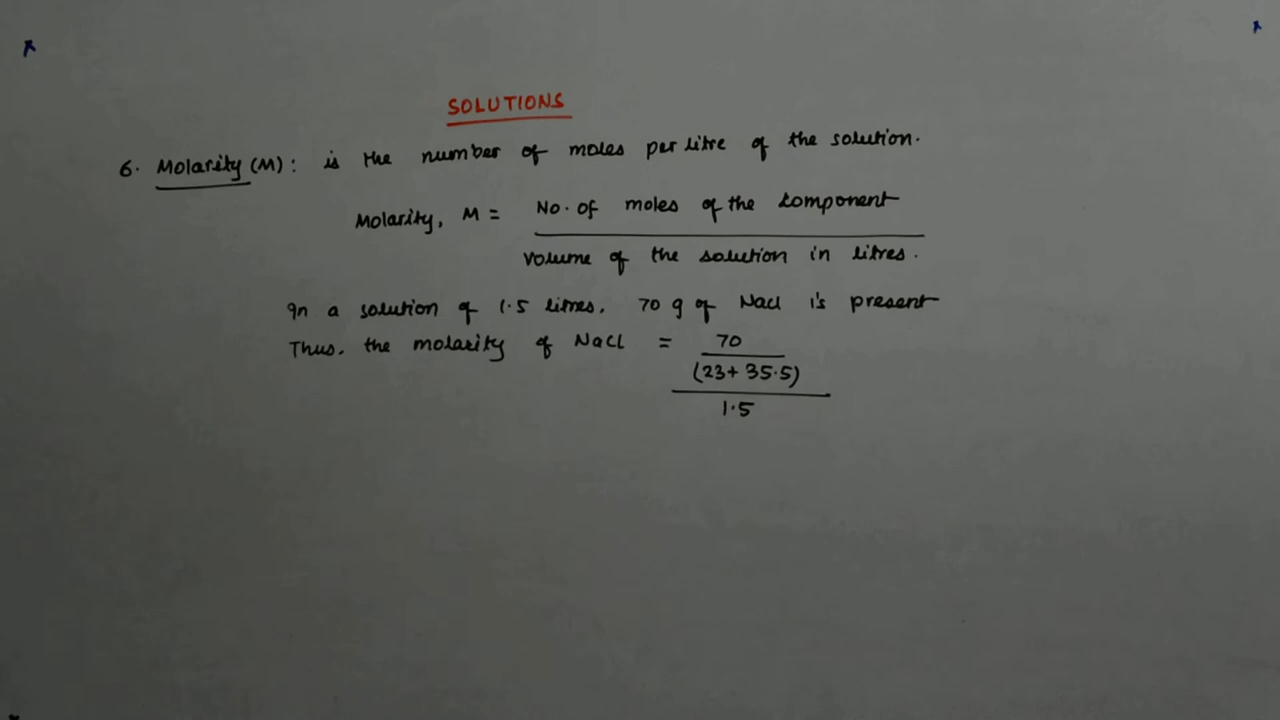 SOLUTIONS
6. Molarity (M): is the number of moles per litre of the solution.
Molarity, M = No. of moles of the component
volume of the solution in litres.
In a solution of 1.5 litres, 70 g of NaCl is present
Thus, the molarity of NaCl = 70
(23 + 35.5)
1.5